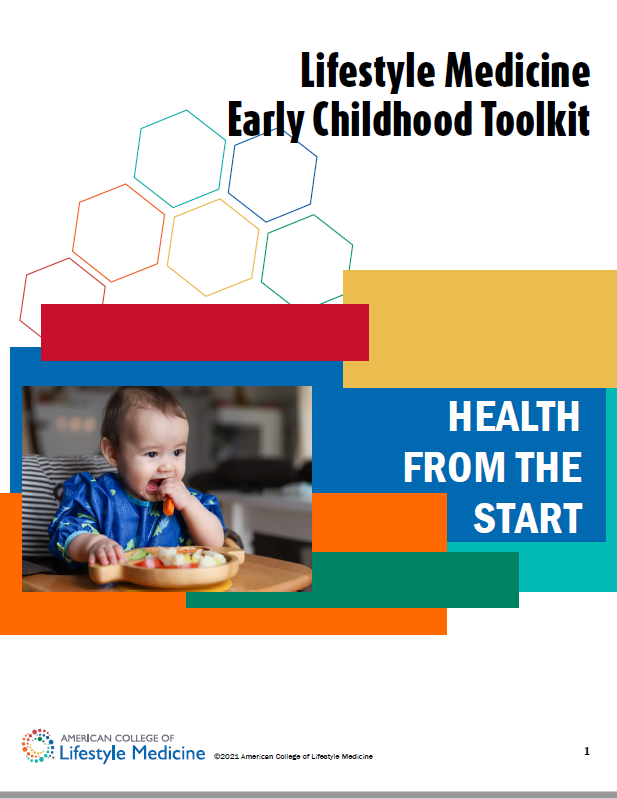 Lifestyle Medicine
Early Childhood Toolkit
HEALTH
FROM THE
START
AMERICAN COLLEGE OF
Lifestyle Medicine
©2021 American College of Lifestyle Medicine
1